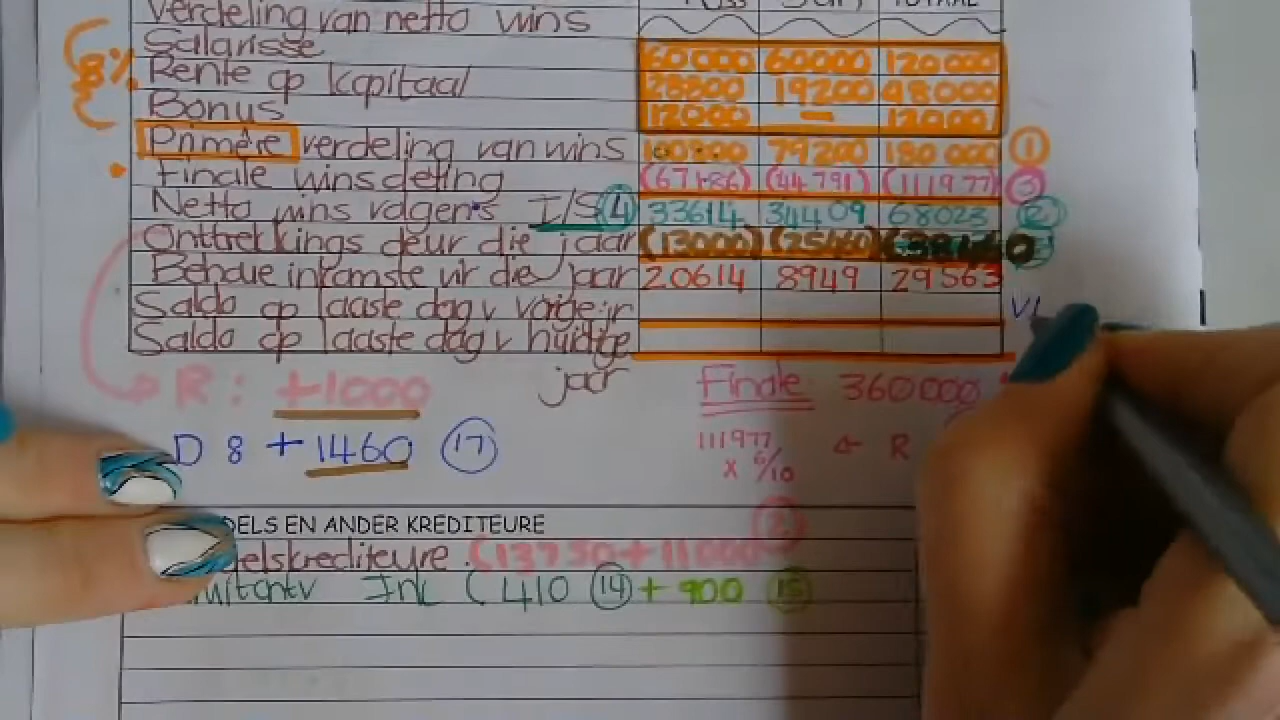 Verdeling van netto wins TOTAAL
Salarisse 60000 60000 120000
8% Rente op kapitaal 28800 19200 48000
Bonus 12000 – 12000
Primêre verdeling van wins 100800 79200 180000 ①
• Finale winsdeling (67186) (44791) (111977) ③
Netto wins volgens I/S ④ 33614 34409 68023 ②
Onttrekkings deur die jaar (13000) (25460)
Behoue inkomste vir die jaar 20614 8949 29563
Saldo op laaste dag v vorige jr
Saldo op laaste dag v huidige
jaar
R: +1000 Finale: 360000
D 8 + 1460 ⑰ 111977 ← R
x 6/10
DELS EN ANDER KREDITEURE
elskrediteure (13750 + 11000
Ink (410 ⑭ + 900 ⑮